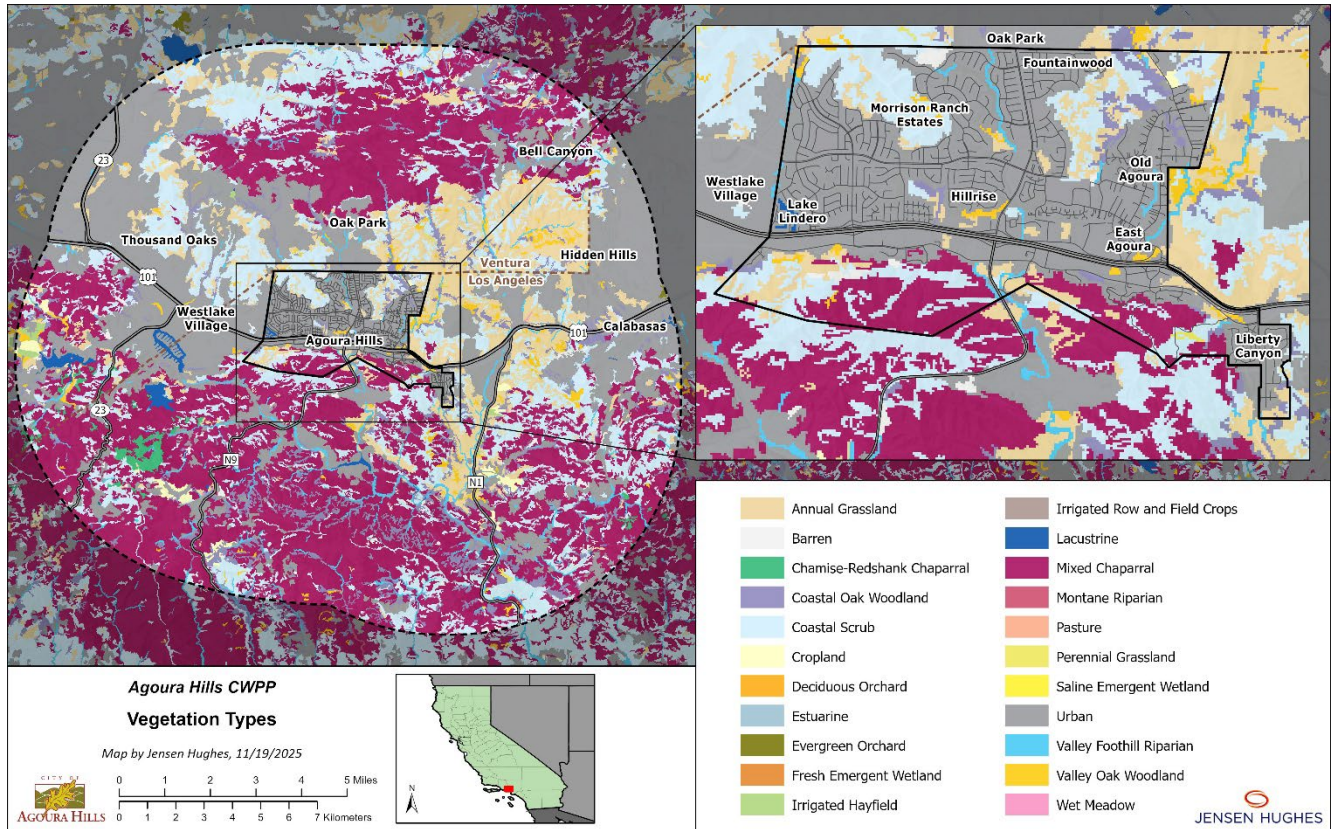 23
Bell Canyon
Oak Park
Thousand Oaks
Hidden Hills
101
Ventura
Los Angeles
Westlake
Village
101
Calabasas
Agoura Hills
23
N9
N1
Oak Park
Fountainwood
Morrison Ranch
Estates
Old
Agoura
Westlake
Village
Lake
Lindero
Hillrise
East
Agoura
Liberty
Canyon
Annual Grassland
Barren
Chamise-Redshank Chaparral
Coastal Oak Woodland
Coastal Scrub
Cropland
Deciduous Orchard
Estuarine
Evergreen Orchard
Fresh Emergent Wetland
Irrigated Hayfield
Irrigated Row and Field Crops
Lacustrine
Mixed Chaparral
Montane Riparian
Pasture
Perennial Grassland
Saline Emergent Wetland
Urban
Valley Foothill Riparian
Valley Oak Woodland
Wet Meadow
Agoura Hills CWPP
Vegetation Types
Map by Jensen Hughes, 11/19/2025
CITY OF
AGOURA HILLS
0 1 2 3 4 5 Miles
0 1 2 3 4 5 6 7 Kilometers
N
JENSEN HUGHES